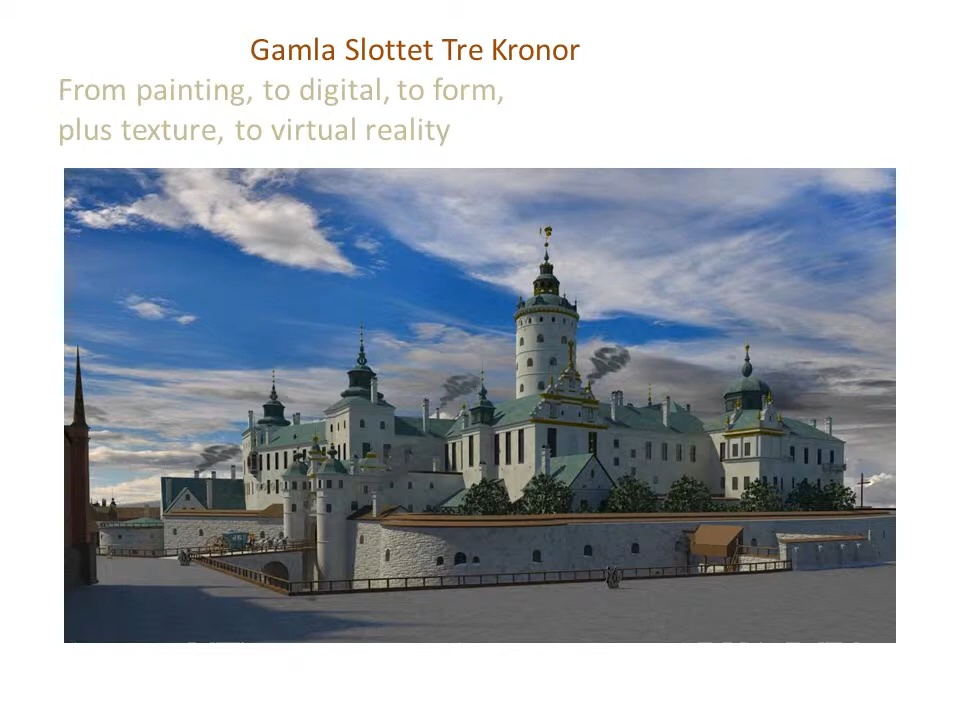 Gamla Slottet Tre Kronor
From painting, to digital, to form,
plus texture, to virtual reality